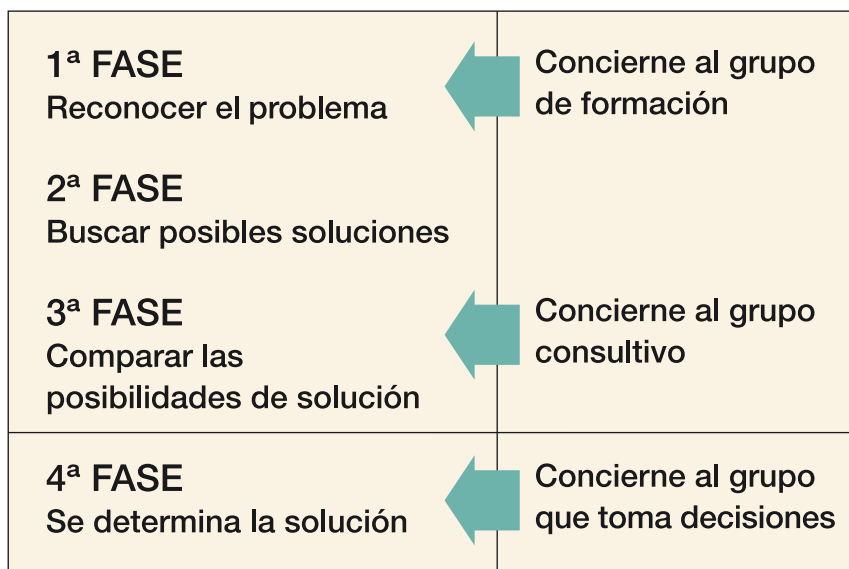 1ª FASE
Reconocer el problema
Concierne al grupo
de formación
2ª FASE
Buscar posibles soluciones
3ª FASE
Comparar las
posibilidades de solución
Concierne al grupo
consultivo
4ª FASE
Se determina la solución
Concierne al grupo
que toma decisiones